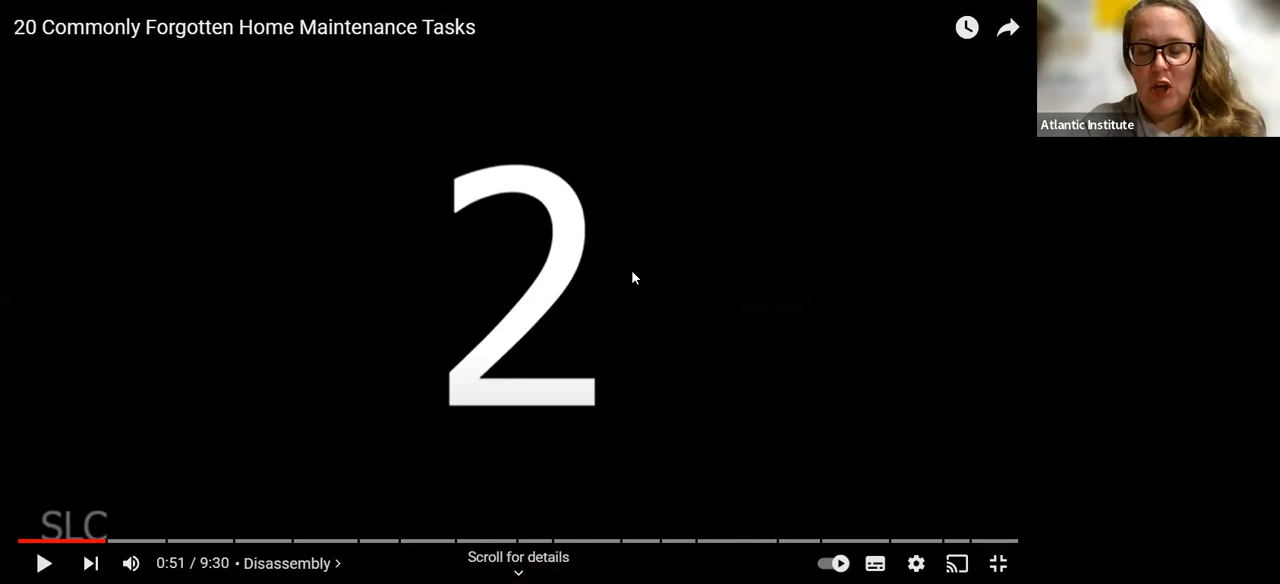 20 Commonly Forgotten Home Maintenance Tasks
Atlantic Institute
2
SLC
0:51 / 9:30 • Disassembly >
Scroll for details